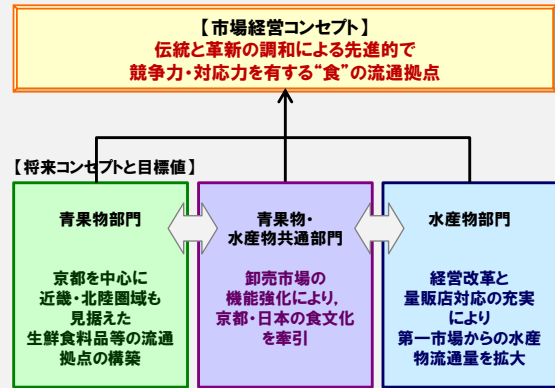 【市場経営コンセプト】
伝統と革新の調和による先進的で
競争力・対応力を有する“食”の流通拠点
【将来コンセプトと目標値】
青果物部門
京都を中心に
近畿・北陸圏域も
見据えた
生鮮食料品等の流通
拠点の構築
青果物・
水産物共通部門
卸売市場の
機能強化により，
京都・日本の食文化
を牽引
水産物部門
経営改革と
量販店対応の充実
により
第一市場からの水産
物流通量を拡大